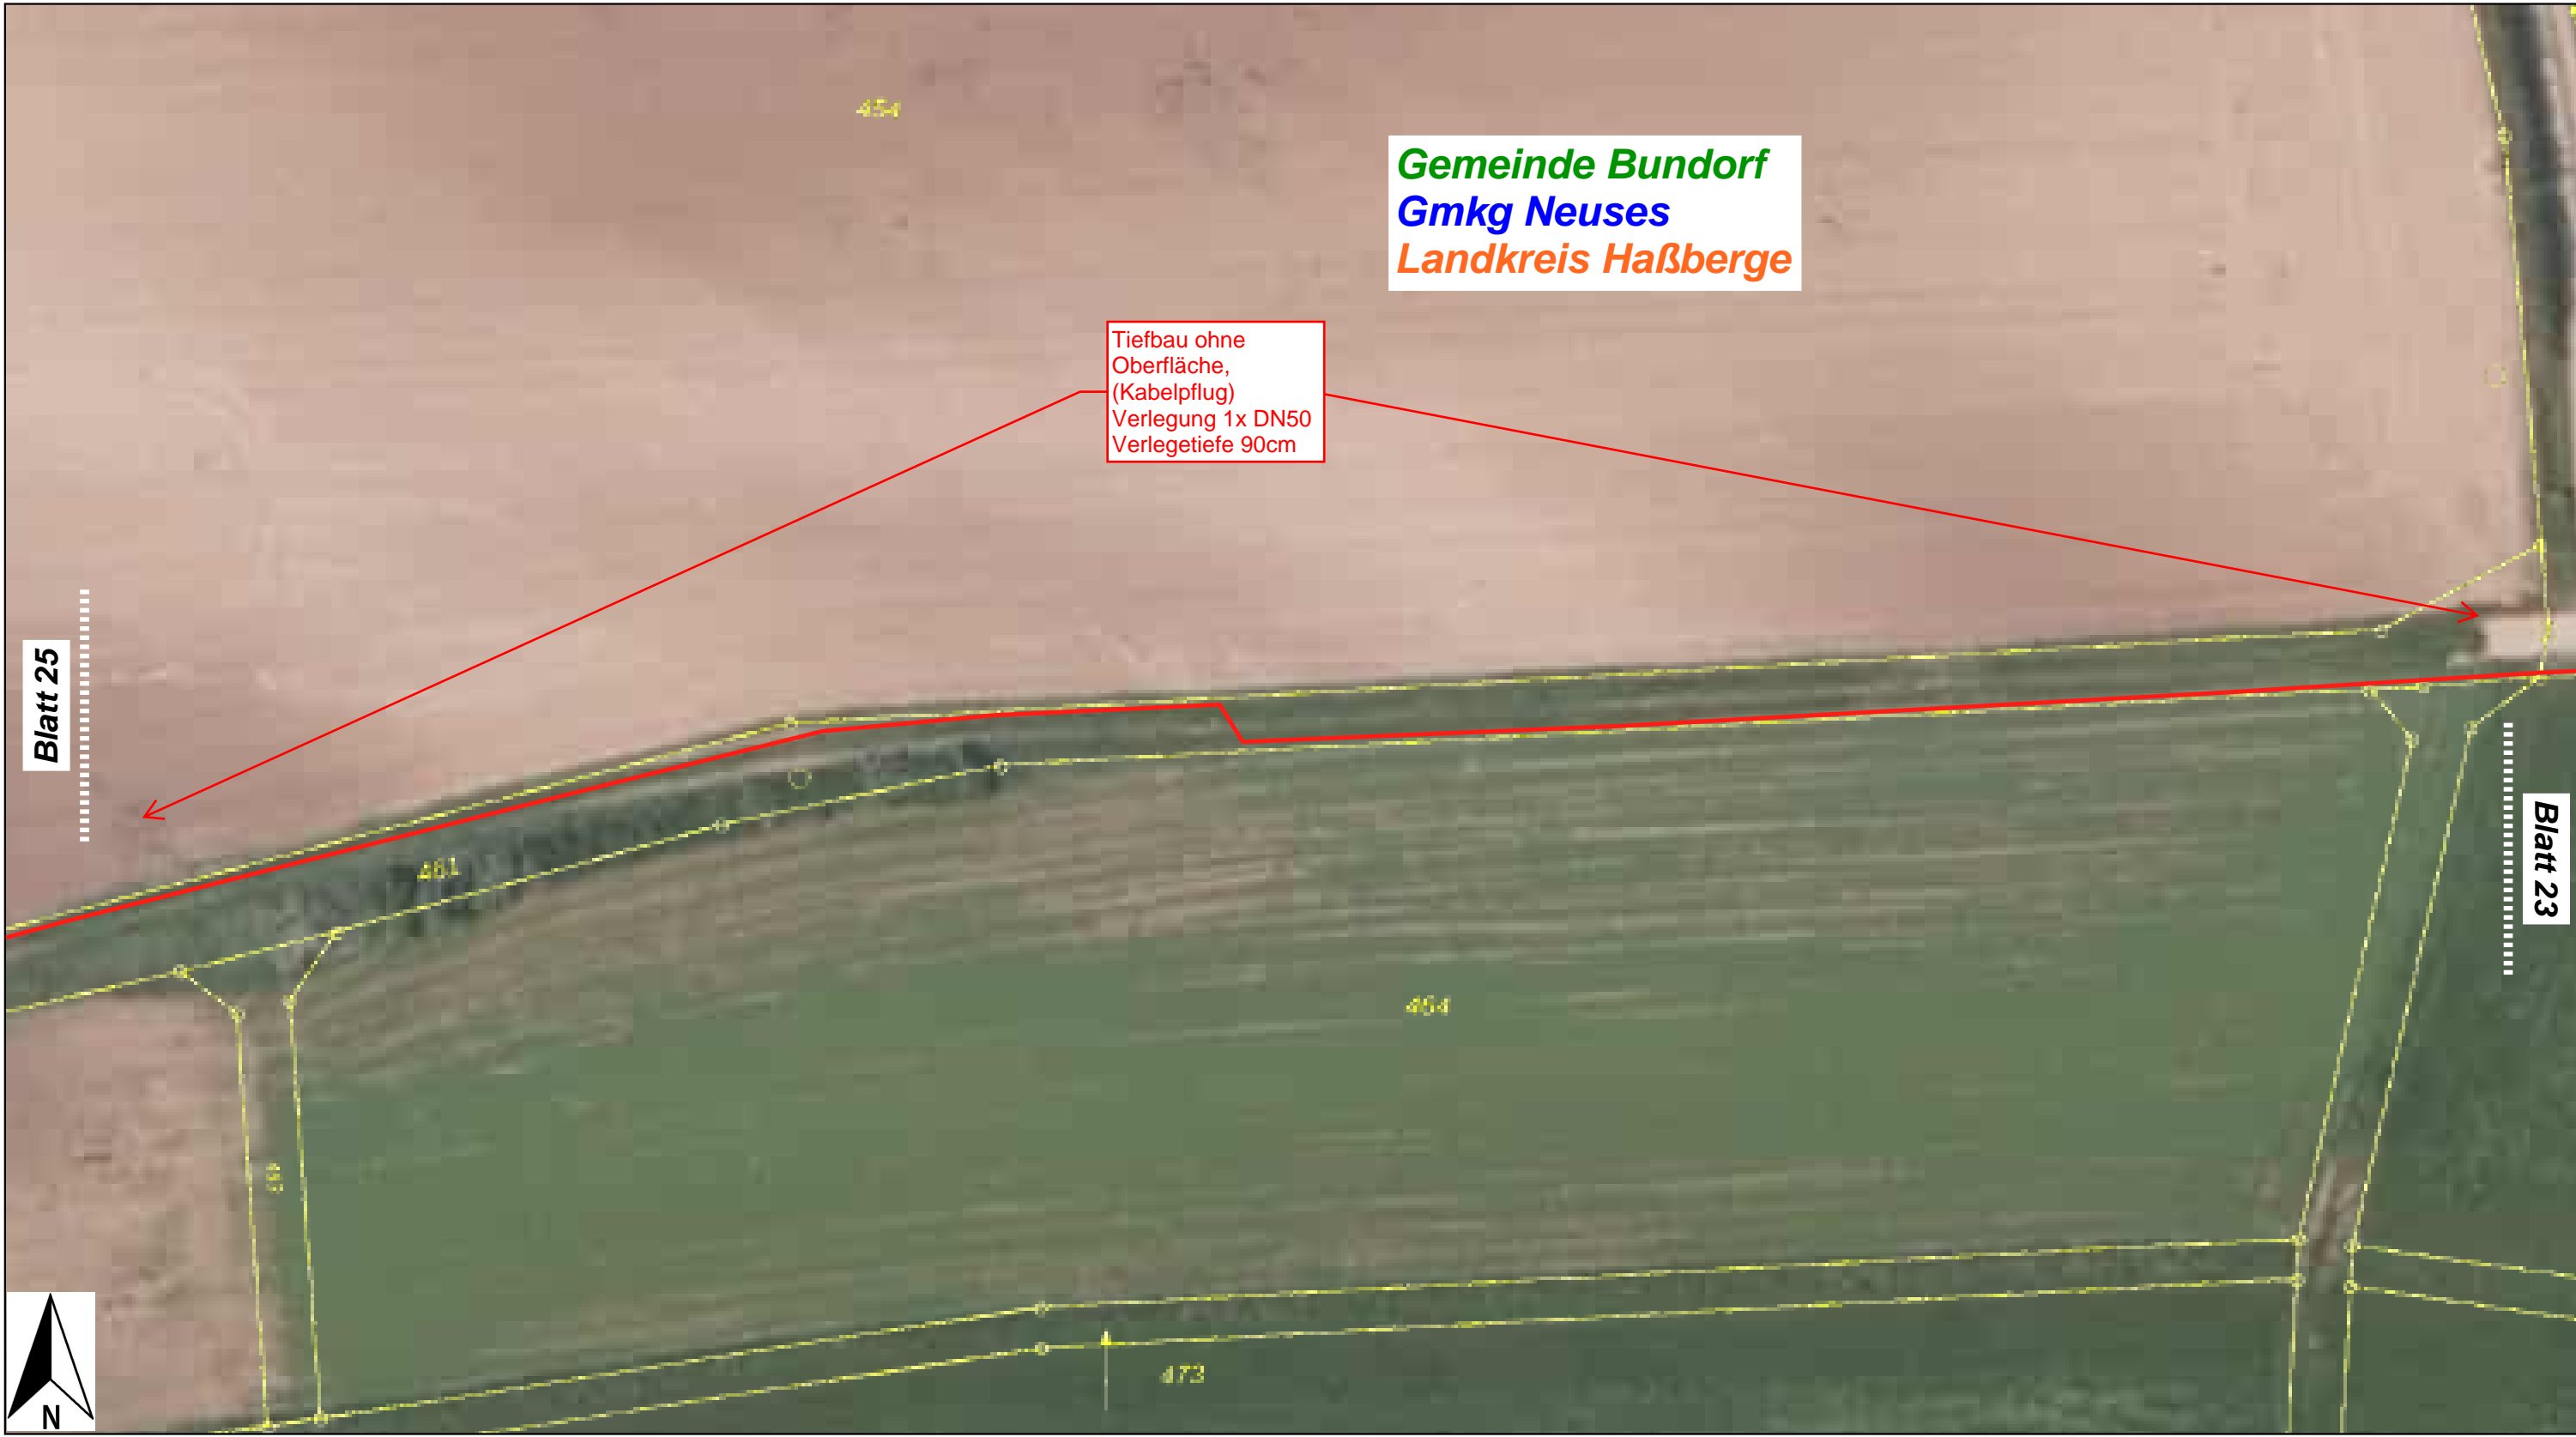 454
Gemeinde Bundorf
Gmkg Neuses
Landkreis Haßberge
Tiefbau ohne
Oberfläche,
(Kabelpflug)
Verlegung 1x DN50
Verlegetiefe 90cm
Blatt 25
Blatt 23
461
464
473
N